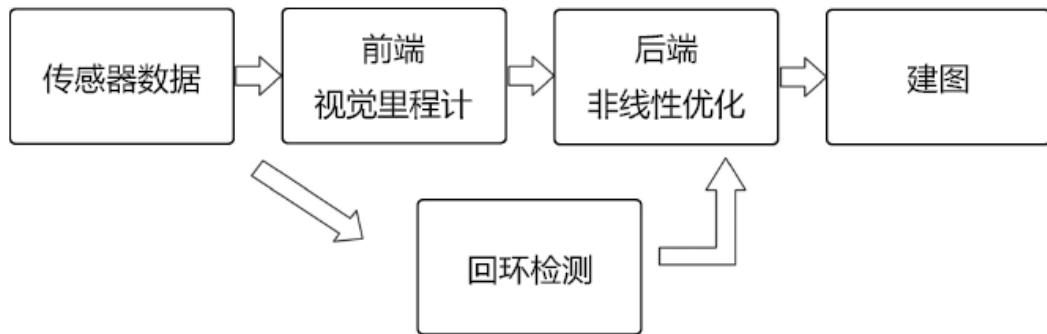 传感器数据
前端
视觉里程计
后端
非线性优化
建图
回环检测